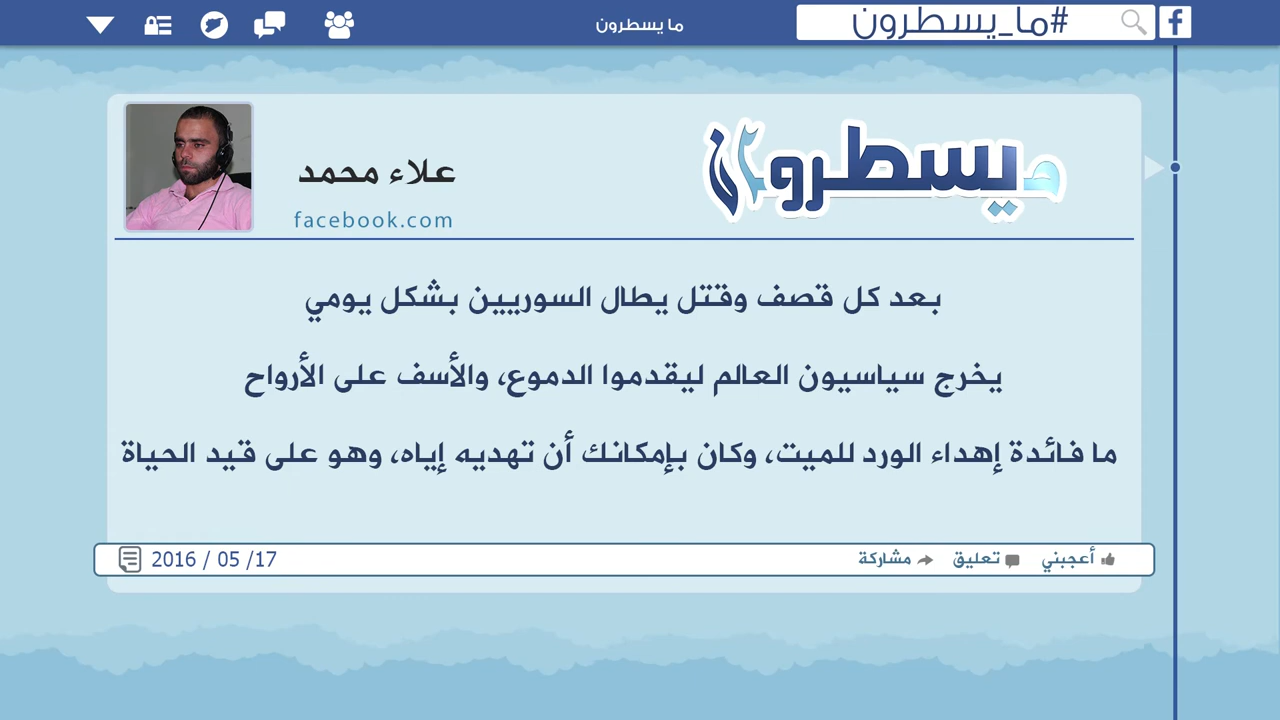 #ما_يسطرون
ما يسطرون
ما يسطرون
علاء محمد
facebook.com
بعد كل قصف وقتل يطال السوريين بشكل يومي
يخرج سياسيون العالم ليقدموا الدموع، والأسف على الأرواح
ما فائدة إهداء الورد للميت، وكان بإمكانك أن تهديه إياه، وهو على قيد الحياة
أعجبني تعليق مشاركة
2016 / 05 /17